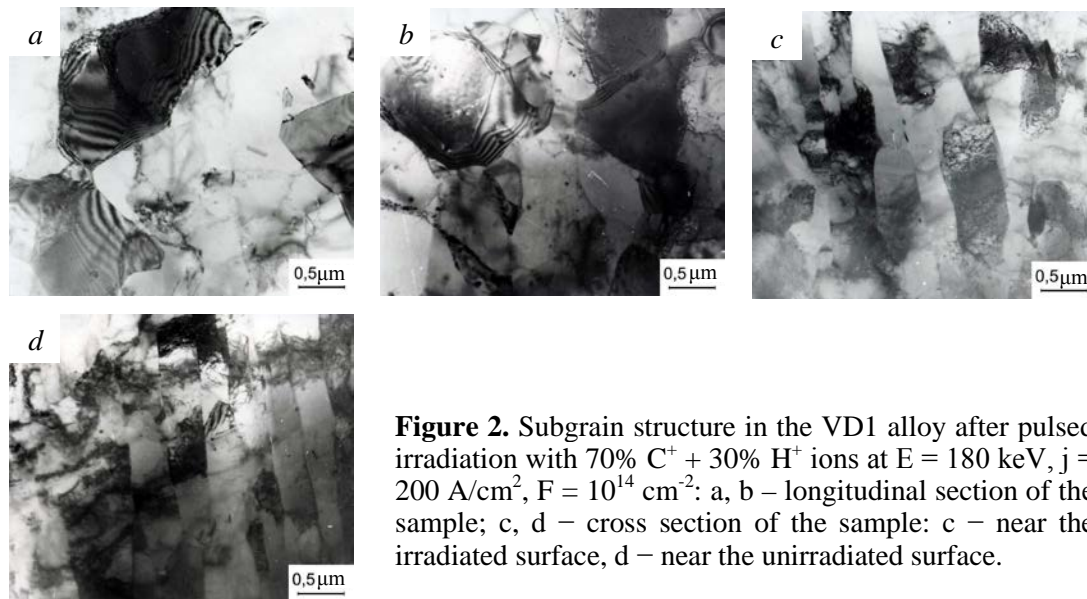 a
b
c
0,5μm
0,5μm
0,5μm
d
0,5μm
Figure 2. Subgrain structure in the VD1 alloy after pulsed
irradiation with 70% C⁺ + 30% H⁺ ions at E = 180 keV, j =
200 A/cm², F = 10¹⁴ cm⁻²: a, b – longitudinal section of the
sample; c, d − cross section of the sample: c − near the
irradiated surface, d − near the unirradiated surface.